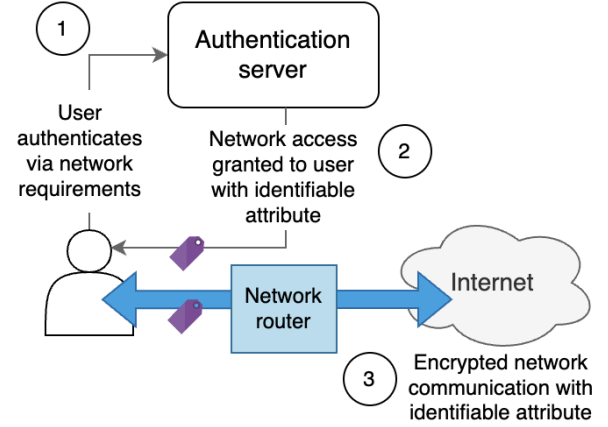 1
Authentication
server
User
authenticates
via network
requirements
Network access
granted to user
with identifiable
attribute
2
Internet
Network
router
3
Encrypted network
communication with
identifiable attribute